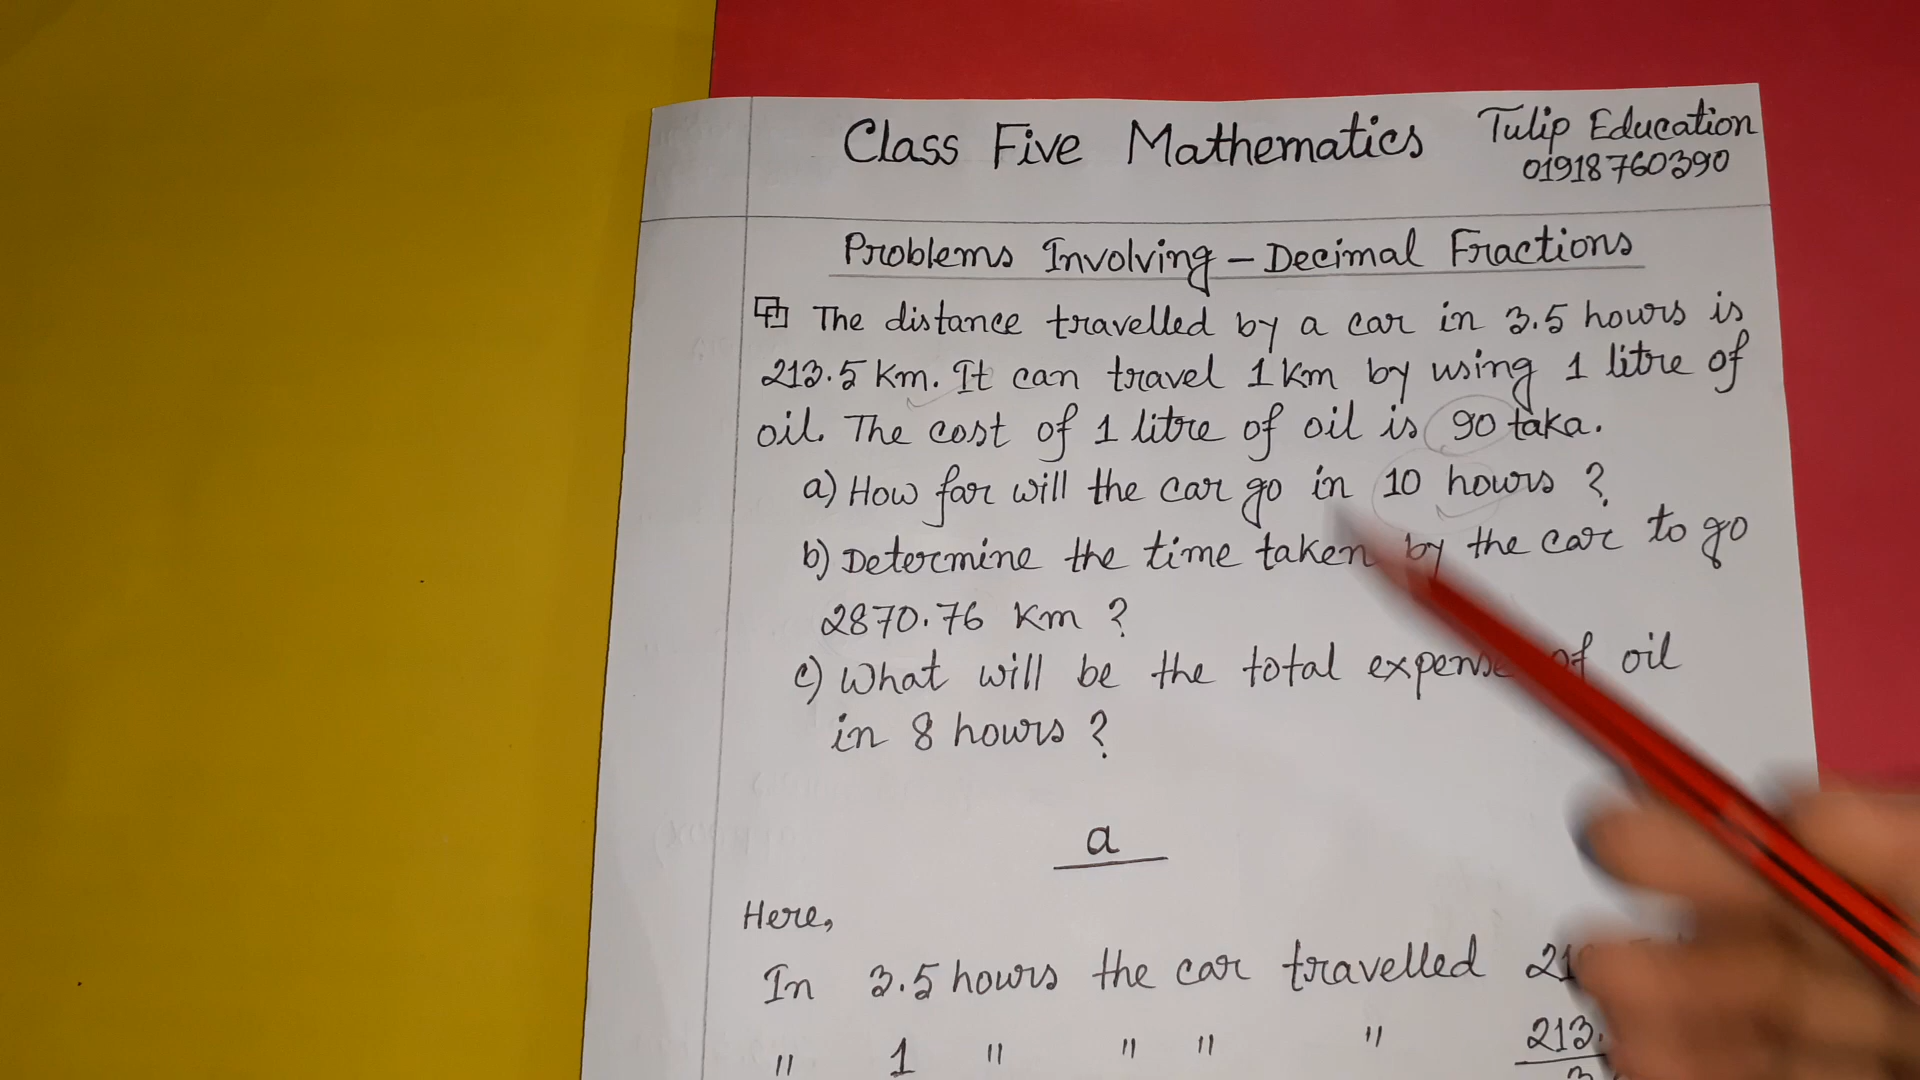 Class Five Mathematics
Tulip Education
01918760390
Problems Involving - Decimal Fractions
The distance travelled by a car in 3.5 hours is
213.5 km. It can travel 1 km by using 1 litre of
oil. The cost of 1 litre of oil is 90 taka.
a) How far will the car go in 10 hours ?
b) Determine the time taken by the car to go
2870.76 km ?
c) What will be the total expense of oil
in 8 hours ?
a
Here,
In 3.5 hours the car travelled
" 1 " " " " 213.